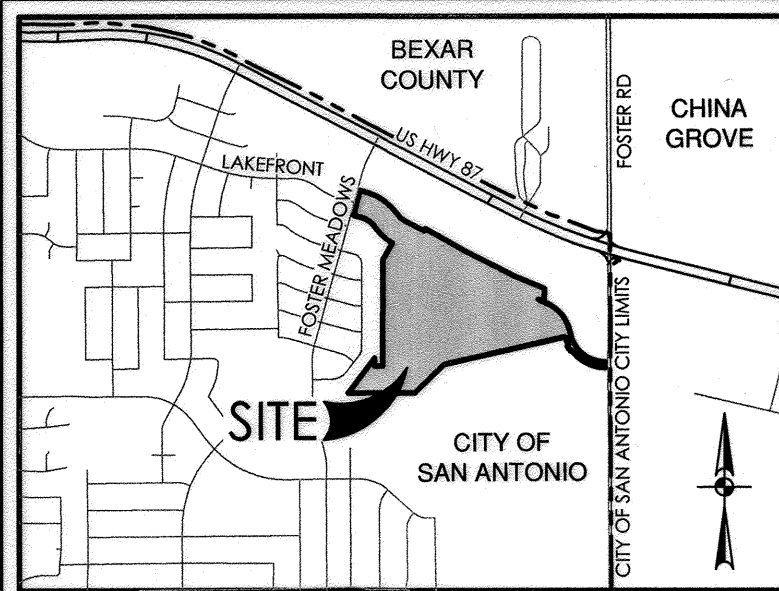 BEXAR
COUNTY
FOSTER RD
CHINA
GROVE
US HWY 87
LAKEFRONT
FOSTER MEADOWS
SITE
CITY OF
SAN ANTONIO
CITY OF SAN ANTONIO CITY LIMITS